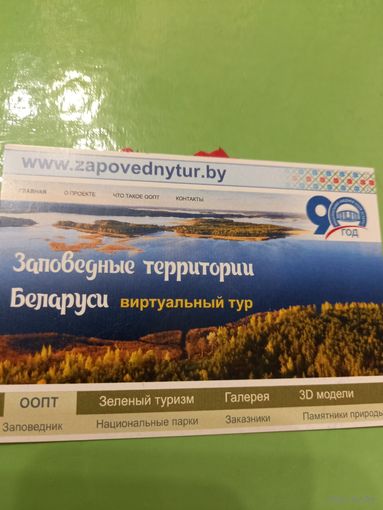 www.zapovednytur.by
ГЛАВНАЯ О ПРОЕКТЕ ЧТО ТАКОЕ ООПТ КОНТАКТЫ
90
ГОД
Заповедные территории
Беларуси виртуальный тур
ООПТ Зеленый туризм Галерея 3D модели
Заповедник Национальные парки Заказники Памятники природы